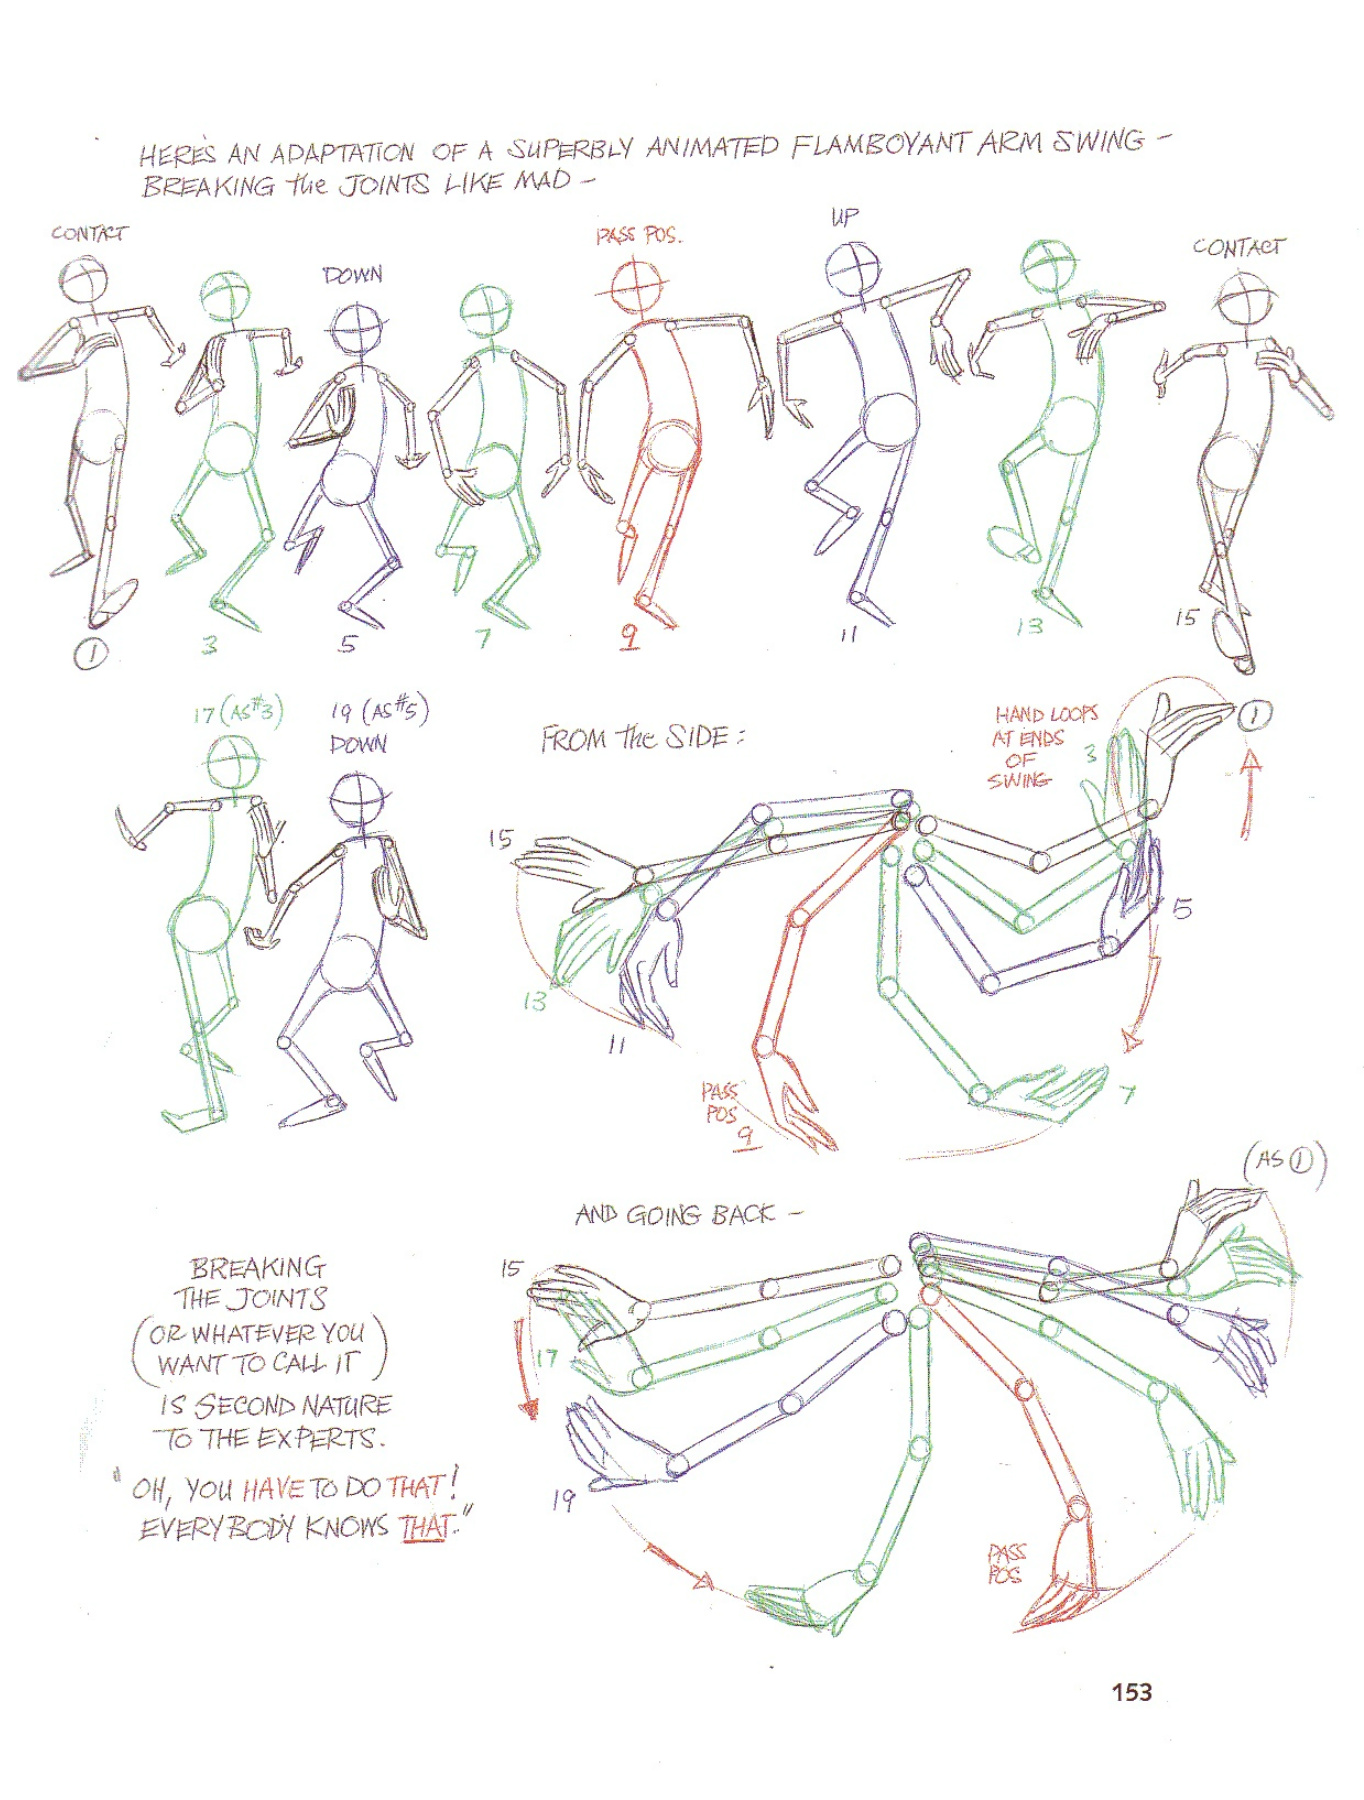 HERE'S AN ADAPTATION OF A SUPERBLY ANIMATED FLAMBOYANT ARM SWING –
BREAKING the JOINTS LIKE MAD –
CONTACT
DOWN
PASS POS.
UP
CONTACT
1
3
5
7
9
11
13
15
17 (AS #3)
19 (AS #5)
DOWN
FROM the SIDE:
HAND LOOPS
AT ENDS
OF
SWING
1
3
15
5
13
11
PASS
POS
9
7
(AS 1)
AND GOING BACK –
15
17
19
PASS
POS
BREAKING
THE JOINTS
(OR WHATEVER YOU
WANT TO CALL IT)
IS SECOND NATURE
TO THE EXPERTS.
"OH, YOU HAVE TO DO THAT!
EVERYBODY KNOWS THAT."
153